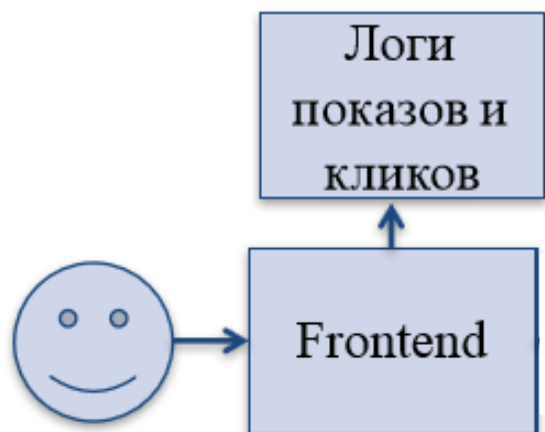 Логи
показов и
кликов
Frontend